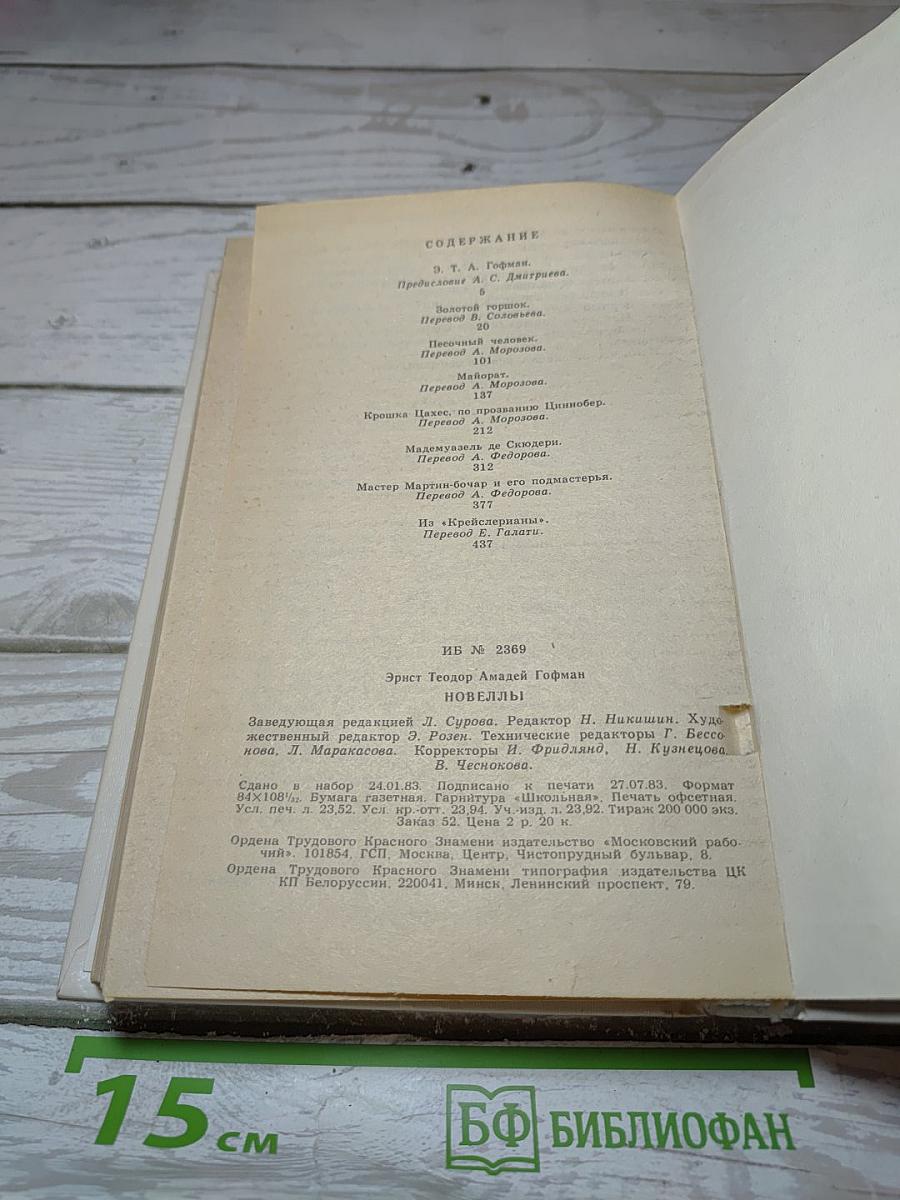 СОДЕРЖАНИЕ
Э. Т. А. Гофман.
Предисловие А. С. Дмитриева.
5
Золотой горшок.
Перевод В. Соловьева.
20
Песочный человек.
Перевод А. Морозова.
101
Майорат.
Перевод А. Морозова.
137
Крошка Цахес, по прозванию Циннобер.
Перевод А. Морозова.
212
Мадемуазель де Скюдери.
Перевод А. Федорова.
312
Мастер Мартин-бочар и его подмастерья.
Перевод А. Федорова.
377
Из «Крейслерианы».
Перевод Е. Галати.
437
ИБ № 2369
Эрнст Теодор Амадей Гофман
НОВЕЛЛЫ
Заведующая редакцией Л. Сурова. Редактор Н. Никишин. Худо-
жественный редактор Э. Розен. Технические редакторы Г. Бессо-
нова, Л. Маракасова. Корректоры И. Фридлянд, Н. Кузнецова,
В. Чеснокова.
Сдано в набор 24.01.83. Подписано к печати 27.07.83. Формат
84×108¹/₃₂. Бумага газетная. Гарнитура «Школьная». Печать офсетная.
Усл. печ. л. 23,52. Усл. кр.-отт. 23,94. Уч.-изд. л. 23,92. Тираж 200 000 экз.
Заказ 52. Цена 2 р. 20 к.
Ордена Трудового Красного Знамени издательство «Московский рабо-
чий». 101854, ГСП, Москва, Центр, Чистопрудный бульвар, 8.
Ордена Трудового Красного Знамени типография издательства ЦК
КП Белоруссии. 220041, Минск, Ленинский проспект, 79.
15 см
БФ БИБЛИОФАН